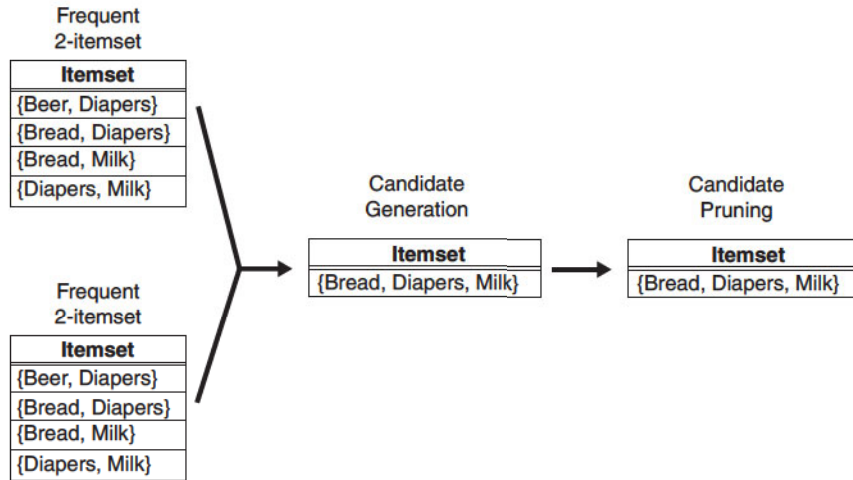 Frequent
2-itemset
Itemset
{Beer, Diapers}
{Bread, Diapers}
{Bread, Milk}
{Diapers, Milk}
Candidate
Generation
Itemset
{Bread, Diapers, Milk}
Candidate
Pruning
Itemset
{Bread, Diapers, Milk}
Frequent
2-itemset
Itemset
{Beer, Diapers}
{Bread, Diapers}
{Bread, Milk}
{Diapers, Milk}